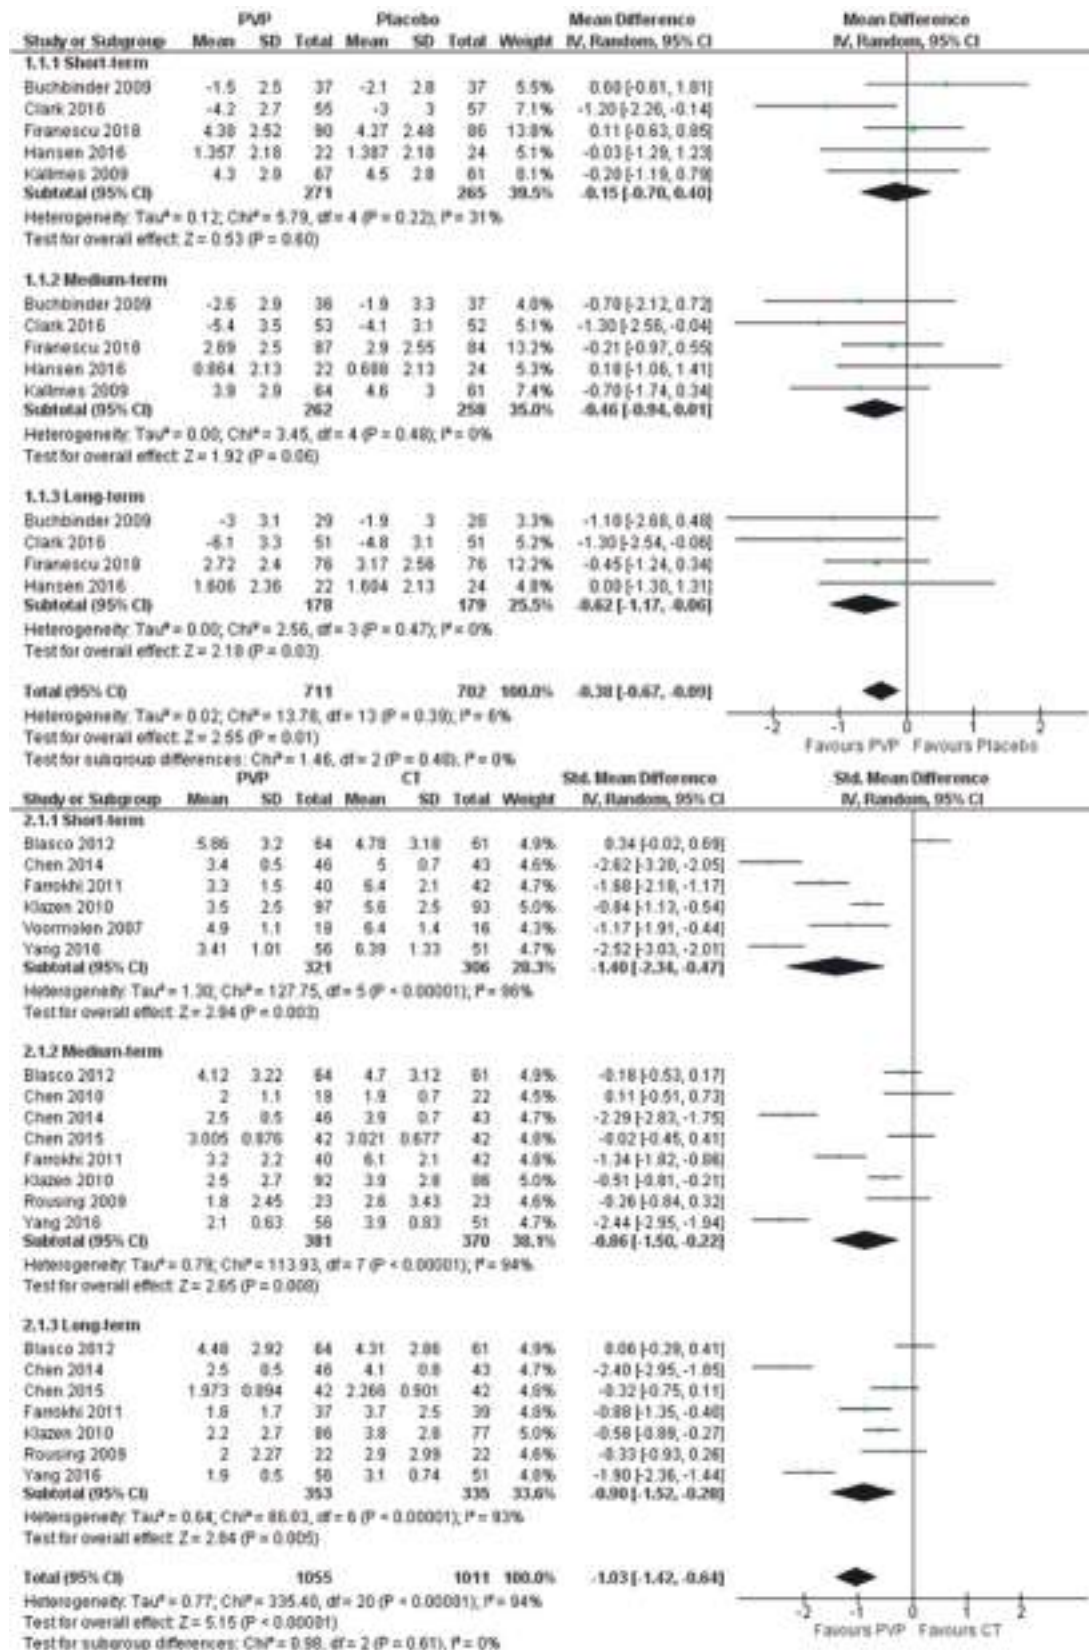 PVP Placebo Mean Difference Mean Difference
Study or Subgroup Mean SD Total Mean SD Total Weight IV, Random, 95% CI IV, Random, 95% CI
1.1.1 Short-term
Buchbinder 2009 -1.5 2.5 37 -2.1 2.8 37 5.5% 0.60 [-0.61, 1.81]
Clark 2016 -4.2 2.7 55 -3 3 57 7.1% -1.20 [-2.26, -0.14]
Firanescu 2018 4.38 2.52 90 4.27 2.48 86 13.8% 0.11 [-0.63, 0.85]
Hansen 2016 1.357 2.18 22 1.387 2.18 24 5.1% -0.03 [-1.29, 1.23]
Kallmes 2009 4.3 2.9 67 4.5 2.8 61 8.1% -0.20 [-1.19, 0.79]
Subtotal (95% CI) 271 265 39.5% -0.15 [-0.70, 0.40]
Heterogeneity: Tau² = 0.12; Chi² = 5.79, df = 4 (P = 0.22); I² = 31%
Test for overall effect: Z = 0.53 (P = 0.60)
1.1.2 Medium-term
Buchbinder 2009 -2.6 2.9 36 -1.9 3.3 37 4.0% -0.70 [-2.12, 0.72]
Clark 2016 -5.4 3.5 53 -4.1 3.1 52 5.1% -1.30 [-2.56, -0.04]
Firanescu 2018 2.69 2.5 87 2.9 2.55 84 13.2% -0.21 [-0.97, 0.55]
Hansen 2016 0.864 2.13 22 0.688 2.13 24 5.3% 0.18 [-1.06, 1.41]
Kallmes 2009 3.9 2.9 64 4.6 3 61 7.4% -0.70 [-1.74, 0.34]
Subtotal (95% CI) 262 258 35.0% -0.46 [-0.94, 0.01]
Heterogeneity: Tau² = 0.00; Chi² = 3.45, df = 4 (P = 0.48); I² = 0%
Test for overall effect: Z = 1.92 (P = 0.06)
1.1.3 Long-term
Buchbinder 2009 -3 3.1 29 -1.9 3 28 3.3% -1.10 [-2.68, 0.48]
Clark 2016 -6.1 3.3 51 -4.8 3.1 51 5.2% -1.30 [-2.54, -0.06]
Firanescu 2018 2.72 2.4 76 3.17 2.56 76 12.2% -0.45 [-1.24, 0.34]
Hansen 2016 1.606 2.36 22 1.604 2.13 24 4.8% 0.00 [-1.30, 1.31]
Subtotal (95% CI) 178 179 25.5% -0.62 [-1.17, -0.06]
Heterogeneity: Tau² = 0.00; Chi² = 2.56, df = 3 (P = 0.47); I² = 0%
Test for overall effect: Z = 2.18 (P = 0.03)
Total (95% CI) 711 702 100.0% -0.38 [-0.67, -0.09]
Heterogeneity: Tau² = 0.02; Chi² = 13.78, df = 13 (P = 0.39); I² = 6%
Test for overall effect: Z = 2.55 (P = 0.01)
Test for subgroup differences: Chi² = 1.46, df = 2 (P = 0.48), I² = 0%
-2 -1 0 1 2
Favours PVP Favours Placebo
PVP CT Std. Mean Difference Std. Mean Difference
Study or Subgroup Mean SD Total Mean SD Total Weight IV, Random, 95% CI IV, Random, 95% CI
2.1.1 Short-term
Blasco 2012 5.86 3.2 64 4.78 3.18 61 4.9% 0.34 [-0.02, 0.69]
Chen 2014 3.4 0.5 46 5 0.7 43 4.6% -2.62 [-3.20, -2.05]
Farrokhi 2011 3.3 1.5 40 6.4 2.1 42 4.7% -1.68 [-2.18, -1.17]
Klazen 2010 3.5 2.5 97 5.6 2.5 93 5.0% -0.84 [-1.13, -0.54]
Voormolen 2007 4.9 1.1 18 6.4 1.4 16 4.3% -1.17 [-1.91, -0.44]
Yang 2016 3.41 1.01 56 6.39 1.33 51 4.7% -2.52 [-3.03, -2.01]
Subtotal (95% CI) 321 306 28.3% -1.40 [-2.34, -0.47]
Heterogeneity: Tau² = 1.30; Chi² = 127.75, df = 5 (P < 0.00001); I² = 96%
Test for overall effect: Z = 2.94 (P = 0.003)
2.1.2 Medium-term
Blasco 2012 4.12 3.22 64 4.7 3.12 61 4.9% -0.18 [-0.53, 0.17]
Chen 2010 2 1.1 18 1.9 0.7 22 4.5% 0.11 [-0.51, 0.73]
Chen 2014 2.5 0.5 46 3.9 0.7 43 4.7% -2.29 [-2.83, -1.75]
Chen 2015 3.005 0.876 42 3.021 0.677 42 4.8% -0.02 [-0.45, 0.41]
Farrokhi 2011 3.2 2.2 40 6.1 2.1 42 4.8% -1.34 [-1.82, -0.86]
Klazen 2010 2.5 2.7 92 3.9 2.8 86 5.0% -0.51 [-0.81, -0.21]
Rousing 2009 1.8 2.45 23 2.6 3.43 23 4.6% -0.26 [-0.84, 0.32]
Yang 2016 2.1 0.63 56 3.9 0.83 51 4.7% -2.44 [-2.95, -1.94]
Subtotal (95% CI) 381 370 38.1% -0.86 [-1.50, -0.22]
Heterogeneity: Tau² = 0.79; Chi² = 113.93, df = 7 (P < 0.00001); I² = 94%
Test for overall effect: Z = 2.65 (P = 0.008)
2.1.3 Long-term
Blasco 2012 4.48 2.92 64 4.31 2.86 61 4.9% 0.06 [-0.29, 0.41]
Chen 2014 2.5 0.5 46 4.1 0.8 43 4.7% -2.40 [-2.95, -1.85]
Chen 2015 1.973 0.894 42 2.266 0.901 42 4.8% -0.32 [-0.75, 0.11]
Farrokhi 2011 1.8 1.7 37 3.7 2.5 39 4.8% -0.88 [-1.35, -0.40]
Klazen 2010 2.2 2.7 86 3.8 2.8 77 5.0% -0.58 [-0.89, -0.27]
Rousing 2009 2 2.27 22 2.9 2.99 22 4.6% -0.33 [-0.93, 0.26]
Yang 2016 1.9 0.5 56 3.1 0.74 51 4.8% -1.90 [-2.36, -1.44]
Subtotal (95% CI) 353 335 33.6% -0.90 [-1.52, -0.28]
Heterogeneity: Tau² = 0.64; Chi² = 86.03, df = 6 (P < 0.00001); I² = 93%
Test for overall effect: Z = 2.84 (P = 0.005)
Total (95% CI) 1055 1011 100.0% -1.03 [-1.42, -0.64]
Heterogeneity: Tau² = 0.77; Chi² = 335.40, df = 20 (P < 0.00001); I² = 94%
Test for overall effect: Z = 5.15 (P < 0.00001)
Test for subgroup differences: Chi² = 0.98, df = 2 (P = 0.61), I² = 0%
-2 -1 0 1 2
Favours PVP Favours CT